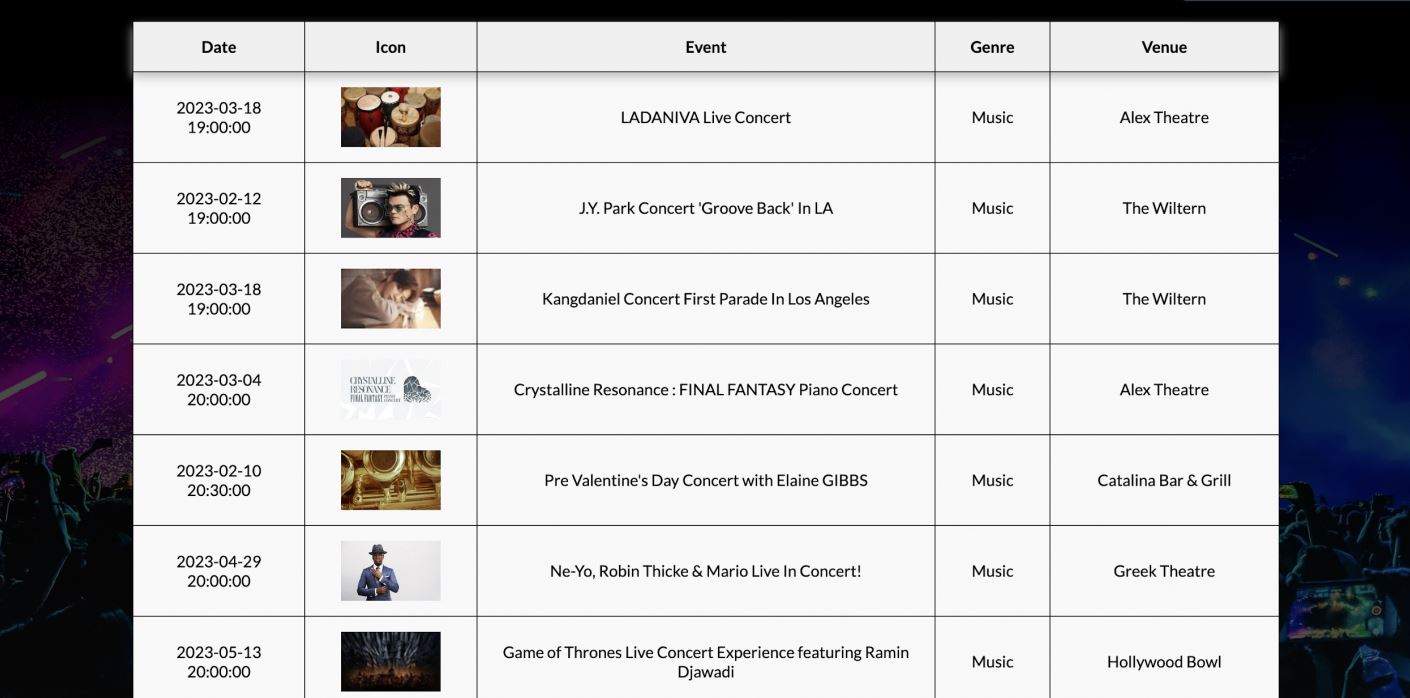 Date Icon Event Genre Venue
2023-03-18
19:00:00
LADANIVA Live Concert Music Alex Theatre
2023-02-12
19:00:00
J.Y. Park Concert 'Groove Back' In LA Music The Wiltern
2023-03-18
19:00:00
Kangdaniel Concert First Parade In Los Angeles Music The Wiltern
2023-03-04
20:00:00
CRYSTALLINE
RESONANCE
FINAL FANTASY PIANO CONCERT
Crystalline Resonance : FINAL FANTASY Piano Concert Music Alex Theatre
2023-02-10
20:30:00
Pre Valentine's Day Concert with Elaine GIBBS Music Catalina Bar & Grill
2023-04-29
20:00:00
Ne-Yo, Robin Thicke & Mario Live In Concert! Music Greek Theatre
2023-05-13
20:00:00
Game of Thrones Live Concert Experience featuring Ramin
Djawadi
Music Hollywood Bowl